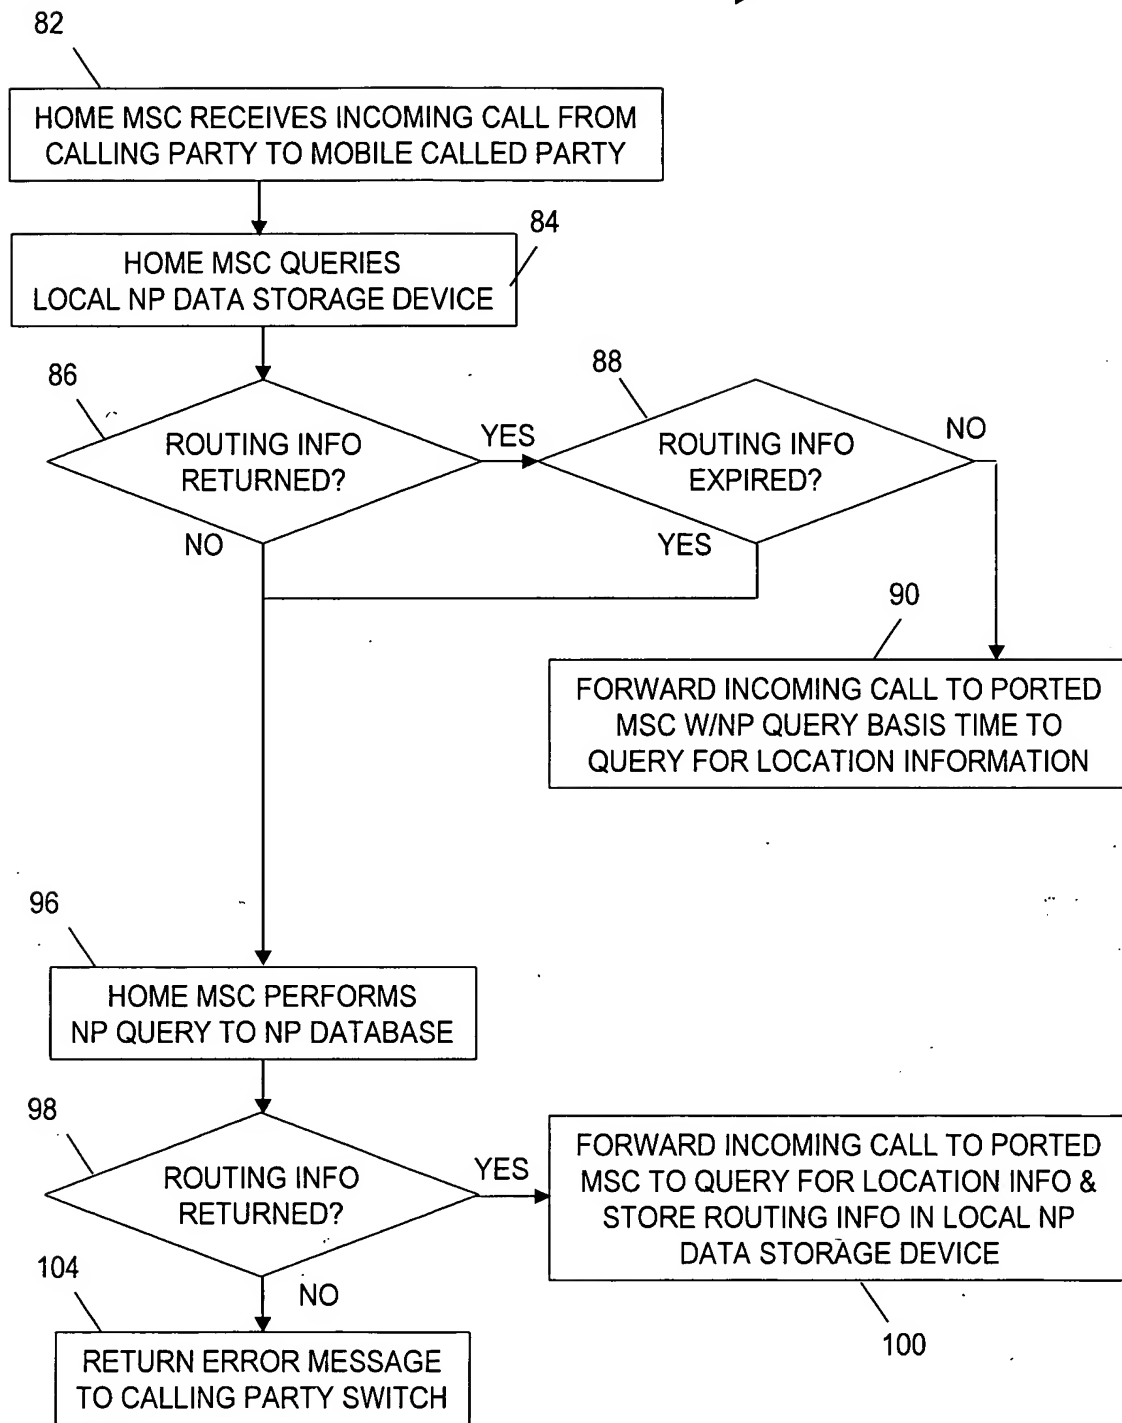 82
HOME MSC RECEIVES INCOMING CALL FROM
CALLING PARTY TO MOBILE CALLED PARTY
84
HOME MSC QUERIES
LOCAL NP DATA STORAGE DEVICE
86
ROUTING INFO
RETURNED?
YES
NO
88
ROUTING INFO
EXPIRED?
NO
YES
90
FORWARD INCOMING CALL TO PORTED
MSC W/NP QUERY BASIS TIME TO
QUERY FOR LOCATION INFORMATION
96
HOME MSC PERFORMS
NP QUERY TO NP DATABASE
98
ROUTING INFO
RETURNED?
YES
NO
FORWARD INCOMING CALL TO PORTED
MSC TO QUERY FOR LOCATION INFO &
STORE ROUTING INFO IN LOCAL NP
DATA STORAGE DEVICE
100
104
RETURN ERROR MESSAGE
TO CALLING PARTY SWITCH